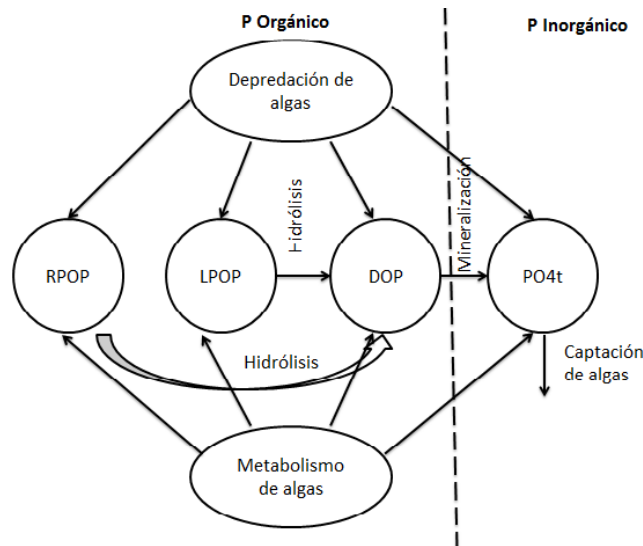 P Orgánico
P Inorgánico
Depredación de
algas
Hidrólisis
Mineralización
RPOP
LPOP
DOP
PO4t
Hidrólisis
Captación
de algas
Metabolismo
de algas